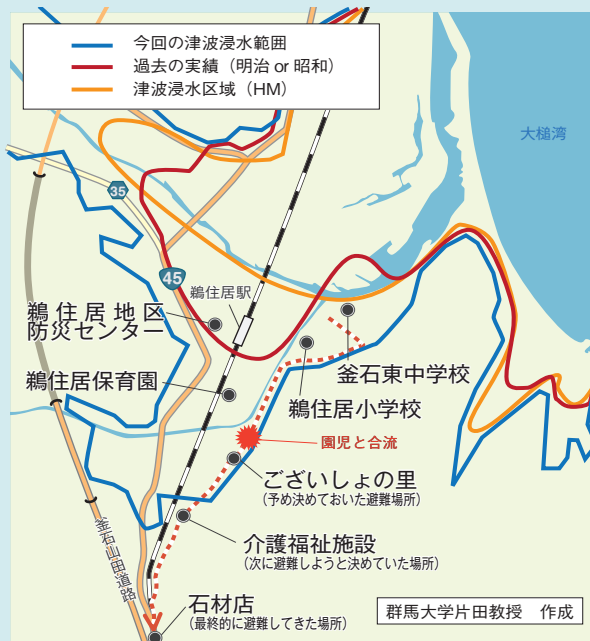 今回の津波浸水範囲
過去の実績（明治 or 昭和）
津波浸水区域（HM）
大槌湾
35
45
鵜住居駅
鵜住居地区
防災センター
釜石東中学校
鵜住居保育園
鵜住居小学校
園児と合流
ございしょの里
（予め決めておいた避難場所）
介護福祉施設
（次に避難しようと決めていた場所）
釜石山田道路
石材店
（最終的に避難してきた場所）
群馬大学片田教授　作成